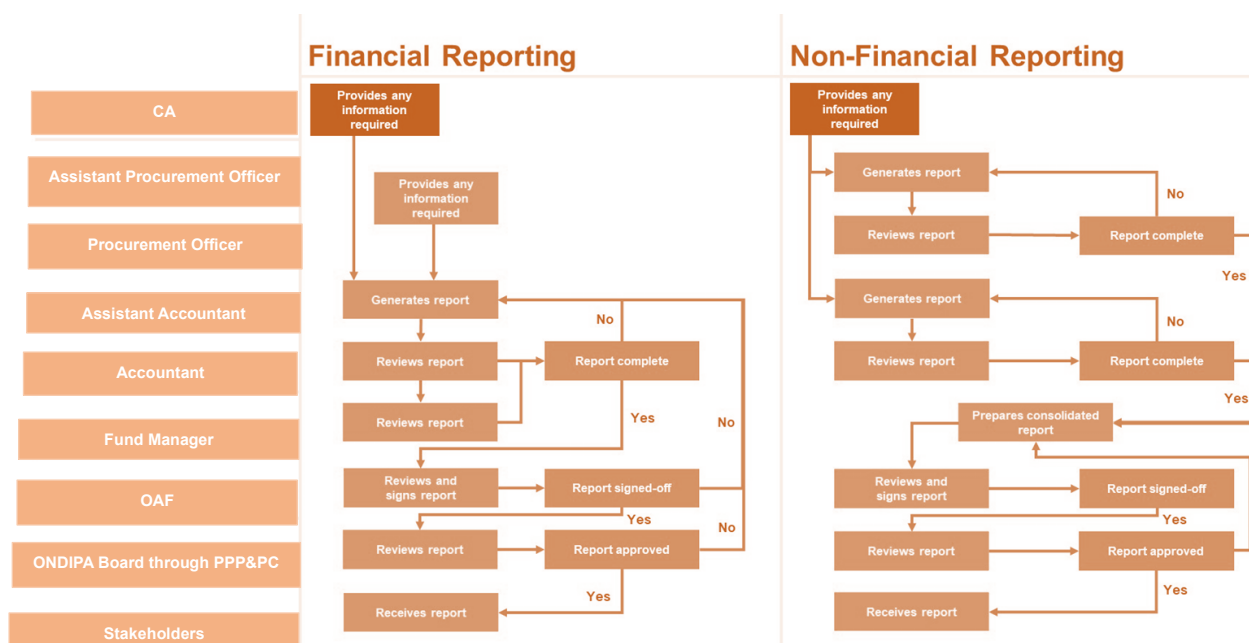 Financial Reporting
Non-Financial Reporting
CA
Assistant Procurement Officer
Procurement Officer
Assistant Accountant
Accountant
Fund Manager
OAF
ONDIPA Board through PPP&PC
Stakeholders
Provides any
information
required
Provides any
information
required
Generates report
No
Reviews report
Report complete
Reviews report
Yes
No
Reviews and
signs report
Report signed-off
Yes
No
Reviews report
Report approved
Yes
Receives report
Provides any
information
required
Generates report
No
Reviews report
Report complete
Yes
Generates report
No
Reviews report
Report complete
Yes
Prepares consolidated
report
Reviews and
signs report
Report signed-off
Yes
Reviews report
Report approved
Yes
Receives report